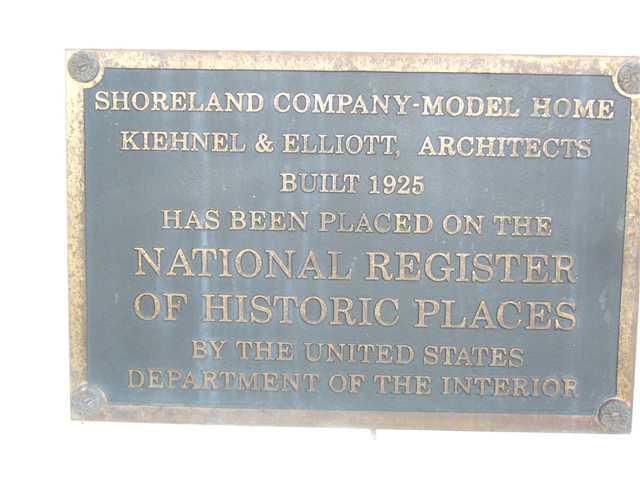 SHORELAND COMPANY-MODEL HOME
KIEHNEL & ELLIOTT, ARCHITECTS
BUILT 1925
HAS BEEN PLACED ON THE
NATIONAL REGISTER
OF HISTORIC PLACES
BY THE UNITED STATES
DEPARTMENT OF THE INTERIOR